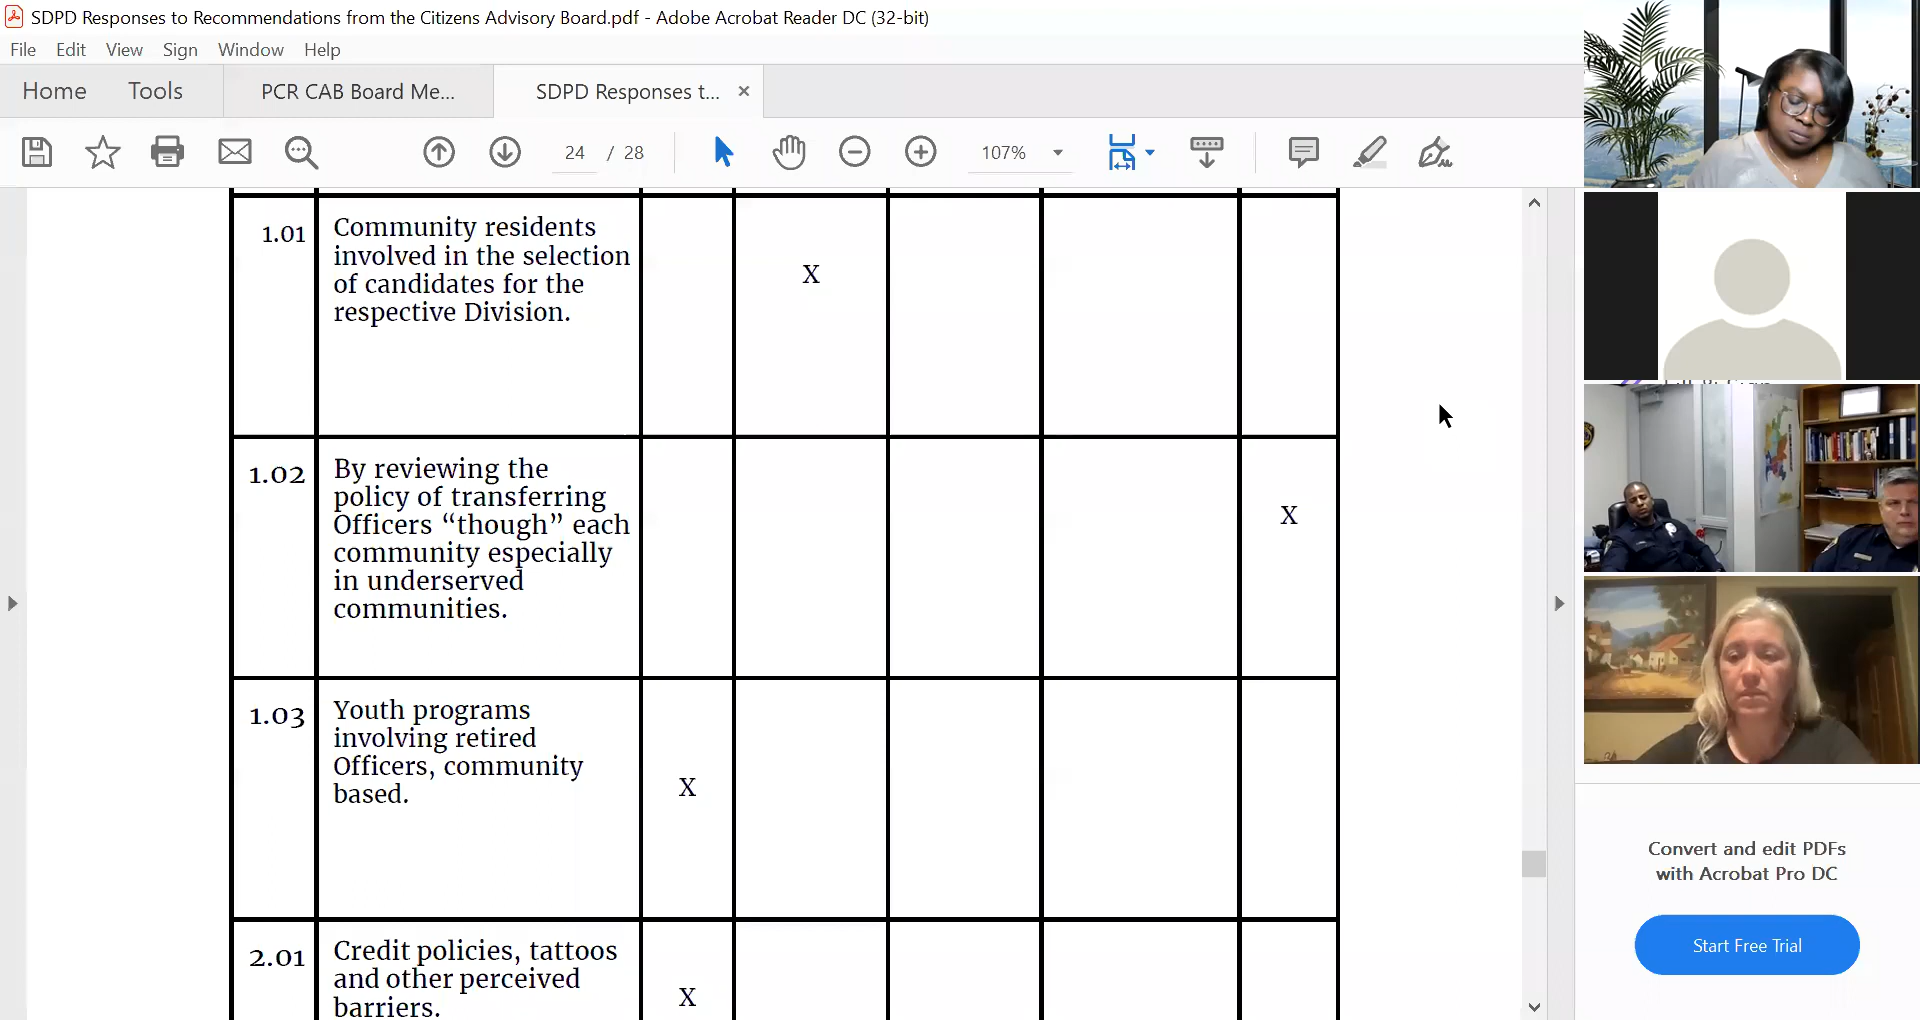 SDPD Responses to Recommendations from the Citizens Advisory Board.pdf - Adobe Acrobat Reader DC (32-bit)
File Edit View Sign Window Help
Home Tools PCR CAB Board Me... SDPD Responses t... ×
24 / 28 107%
1.01 Community residents
involved in the selection
of candidates for the
respective Division.
X
1.02 By reviewing the
policy of transferring
Officers “though” each
community especially
in underserved
communities.
X
1.03 Youth programs
involving retired
Officers, community
based.
X
2.01 Credit policies, tattoos
and other perceived
barriers.
X
Convert and edit PDFs
with Acrobat Pro DC
Start Free Trial